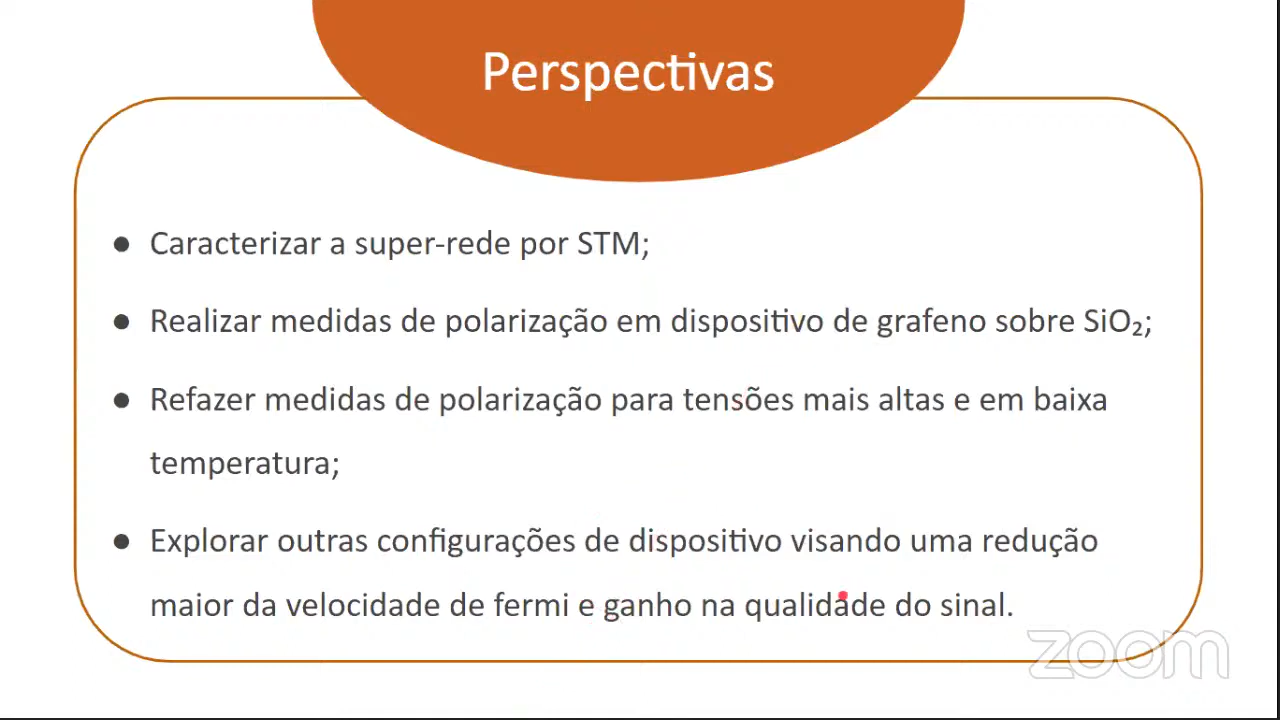 Perspectivas
● Caracterizar a super-rede por STM;
● Realizar medidas de polarização em dispositivo de grafeno sobre SiO₂;
● Refazer medidas de polarização para tensões mais altas e em baixa
temperatura;
● Explorar outras configurações de dispositivo visando uma redução
maior da velocidade de fermi e ganho na qualidade do sinal.
zoom